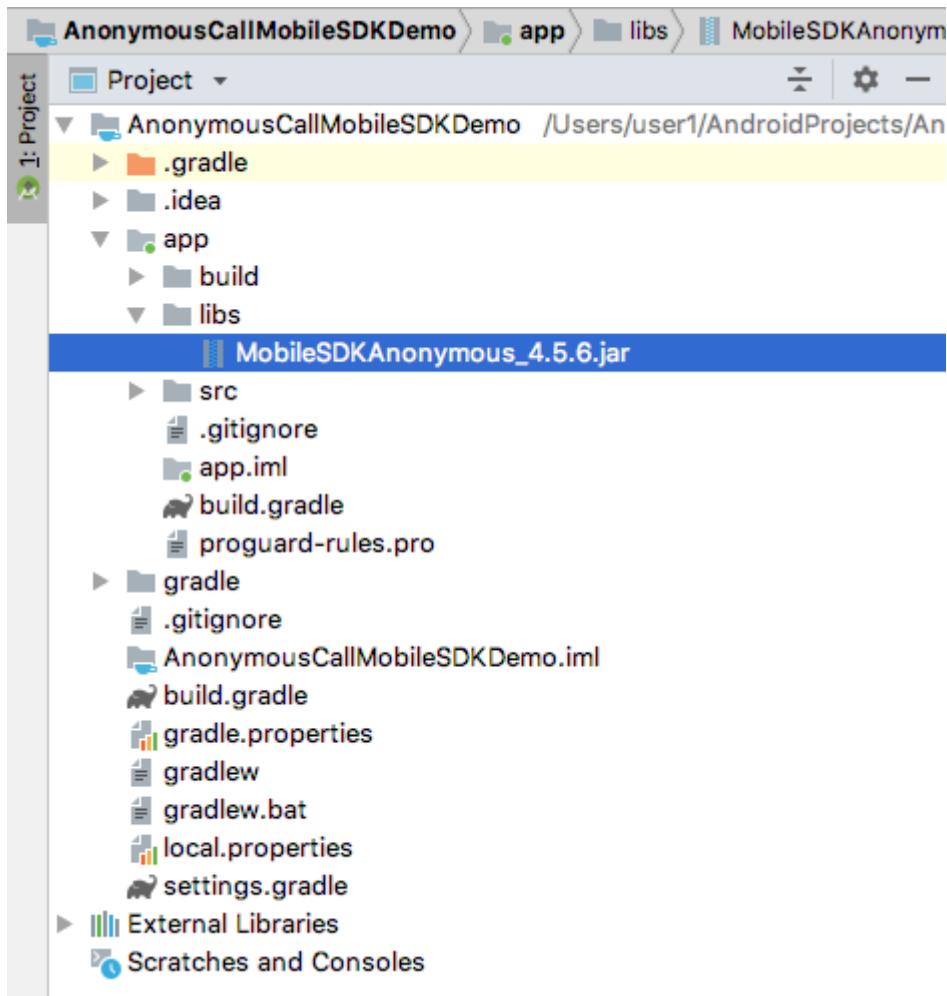 AnonymousCallMobileSDKDemo app libs MobileSDKAnonym
1: Project
Project
AnonymousCallMobileSDKDemo /Users/user1/AndroidProjects/An
.gradle
.idea
app
build
libs
MobileSDKAnonymous_4.5.6.jar
src
.gitignore
app.iml
build.gradle
proguard-rules.pro
gradle
.gitignore
AnonymousCallMobileSDKDemo.iml
build.gradle
gradle.properties
gradlew
gradlew.bat
local.properties
settings.gradle
External Libraries
Scratches and Consoles